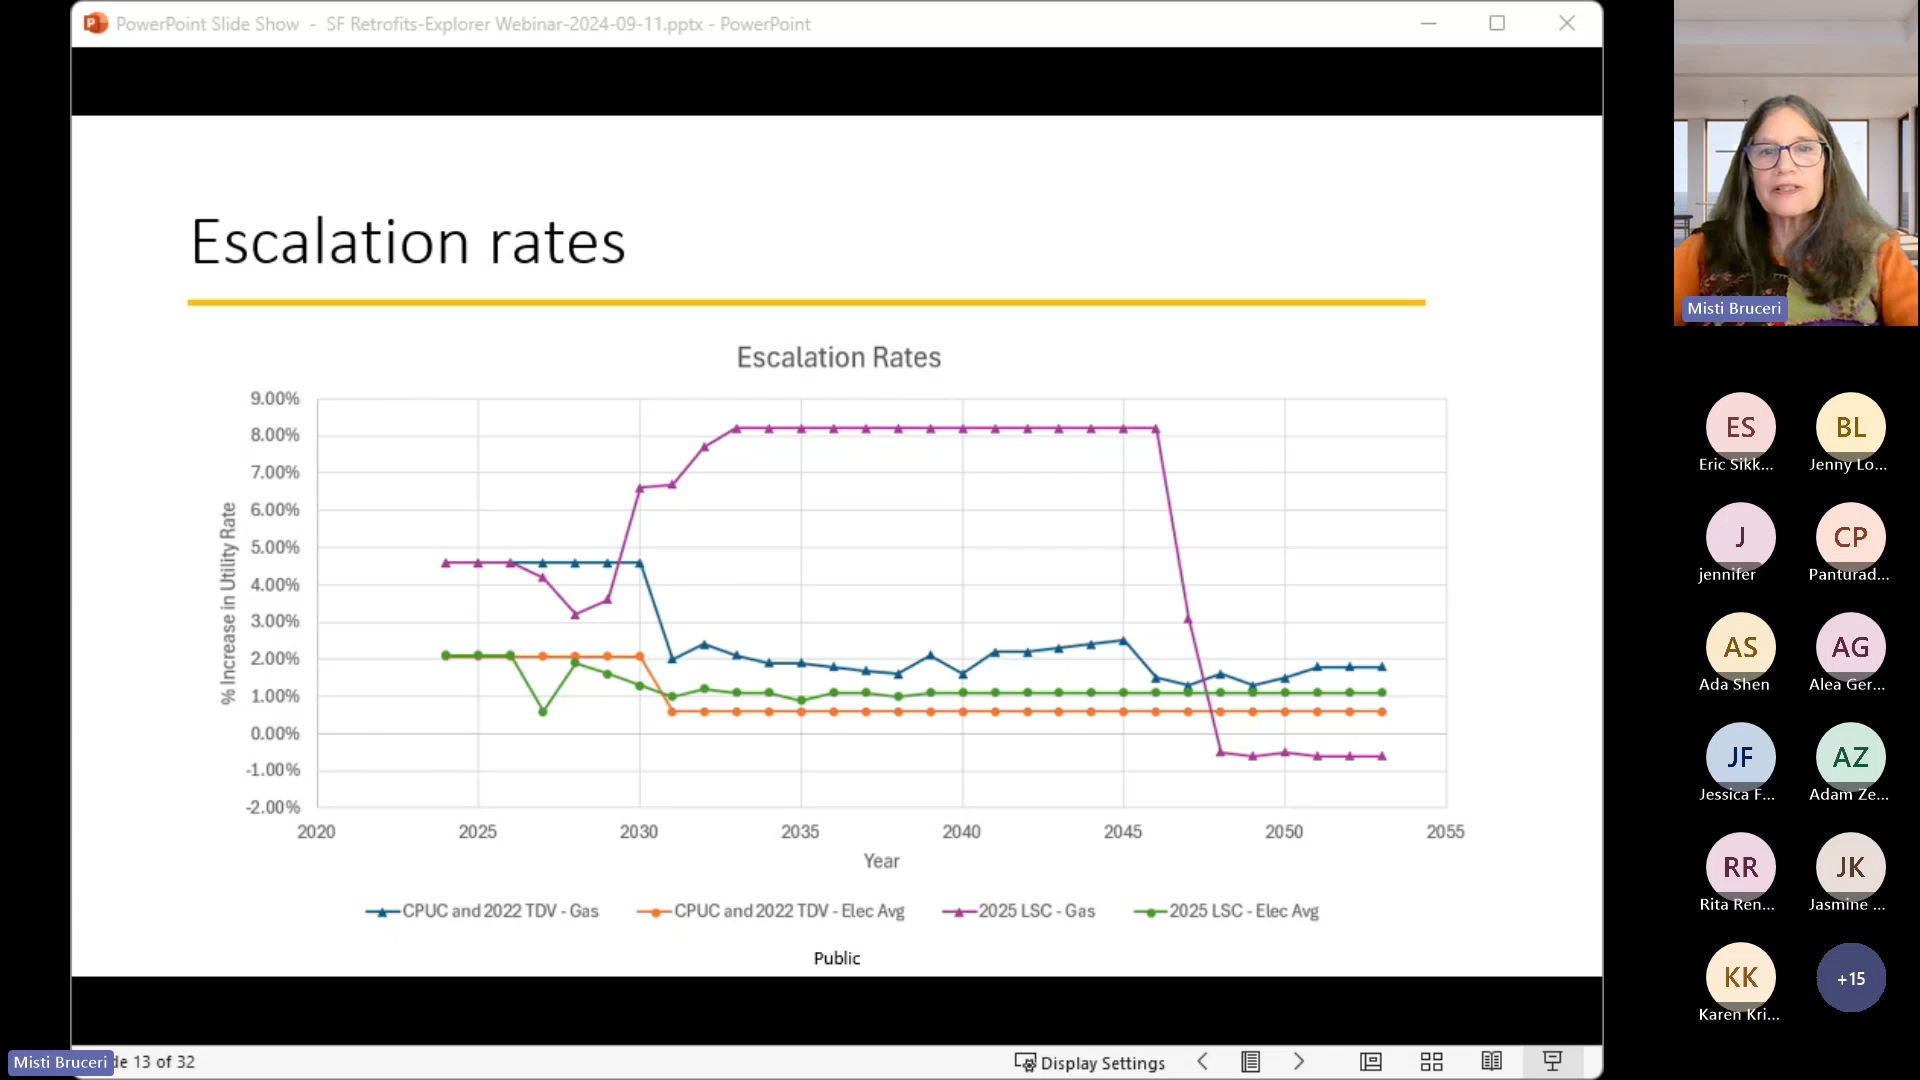 PowerPoint Slide Show - SF Retrofits-Explorer Webinar-2024-09-11.pptx - PowerPoint
Escalation rates
Escalation Rates
9.00%
8.00%
7.00%
6.00%
5.00%
4.00%
3.00%
2.00%
1.00%
0.00%
-1.00%
-2.00%
% Increase in Utility Rate
2020 2025 2030 2035 2040 2045 2050 2055
Year
CPUC and 2022 TDV - Gas CPUC and 2022 TDV - Elec Avg 2025 LSC - Gas 2025 LSC - Elec Avg
Public
Misti Bruceri
de 13 of 32
Display Settings
Misti Bruceri
ES BL
Eric Sikk... Jenny Lo...
J CP
jennifer Panturad...
AS AG
Ada Shen Alea Ger...
JF AZ
Jessica F... Adam Ze...
RR JK
Rita Ren... Jasmine ...
KK +15
Karen Kri...